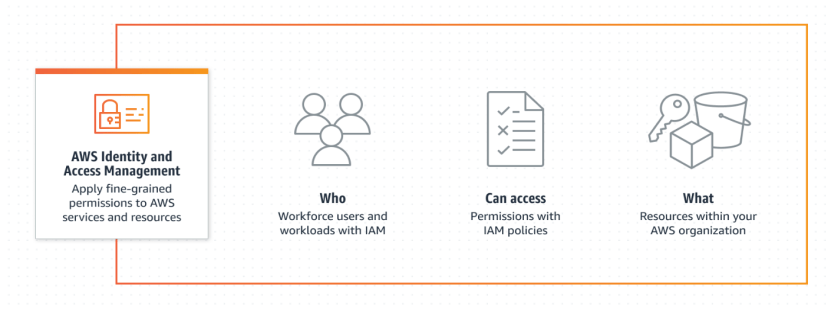 AWS Identity and
Access Management
Apply fine-grained
permissions to AWS
services and resources
Who
Workforce users and
workloads with IAM
Can access
Permissions with
IAM policies
What
Resources within your
AWS organization